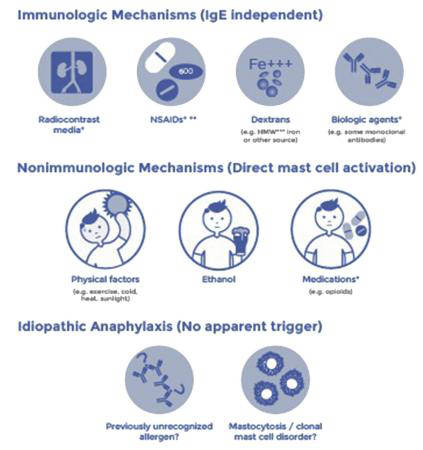 Immunologic Mechanisms (IgE independent)
600
Fe+++
Radiocontrast
media*
NSAIDs* **
Dextrans
(e.g. HMW*** iron
or other source)
Biologic agents*
(e.g. some monoclonal
antibodies)
Nonimmunologic Mechanisms (Direct mast cell activation)
Physical factors
(e.g. exercise, cold,
heat, sunlight)
Ethanol
Medications*
(e.g. opioids)
Idiopathic Anaphylaxis (No apparent trigger)
Previously unrecognized
allergen?
Mastocytosis / clonal
mast cell disorder?